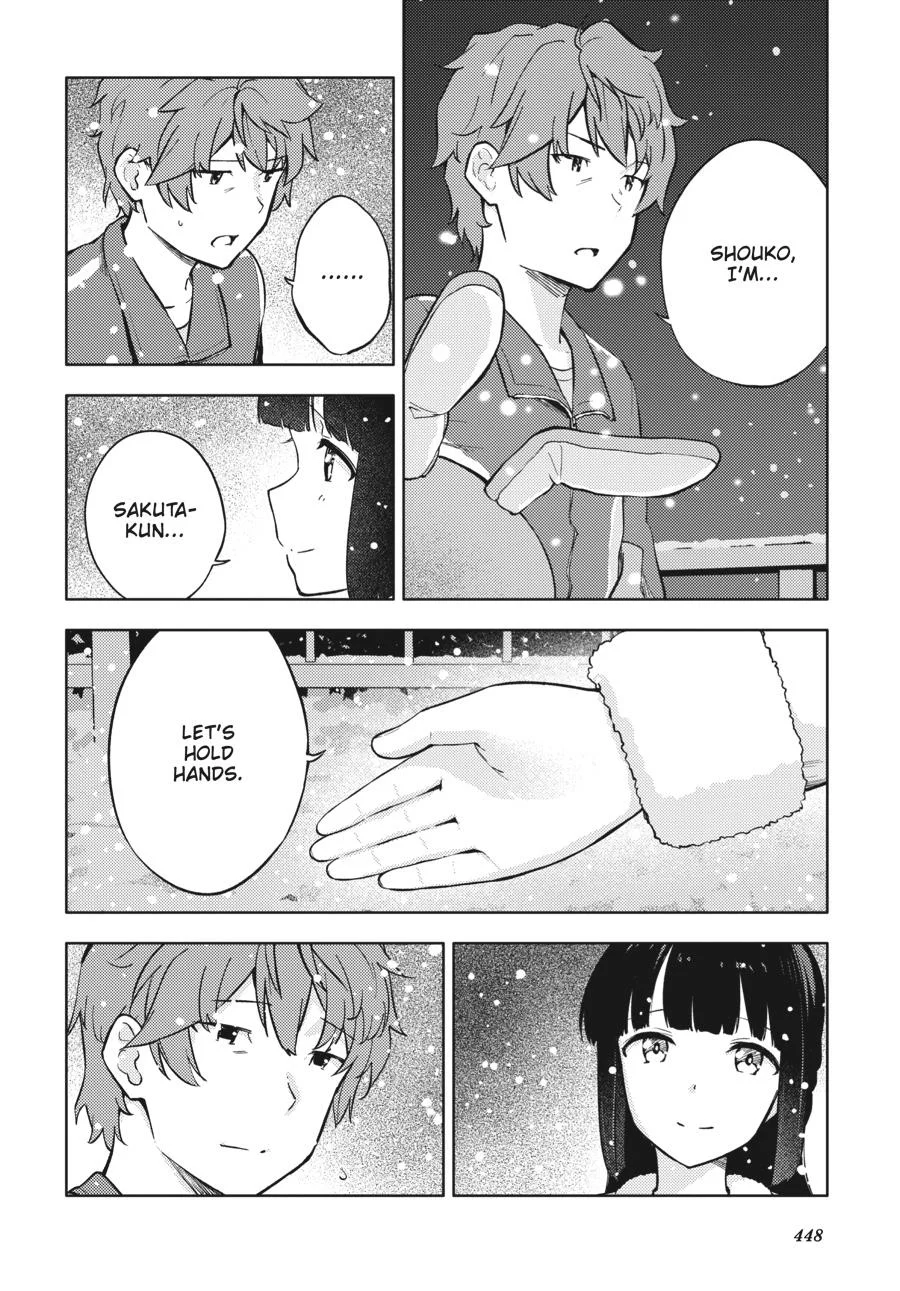 SHOUKO,
I'M...
......
SAKUTA-
KUN...
LET'S
HOLD
HANDS.
448